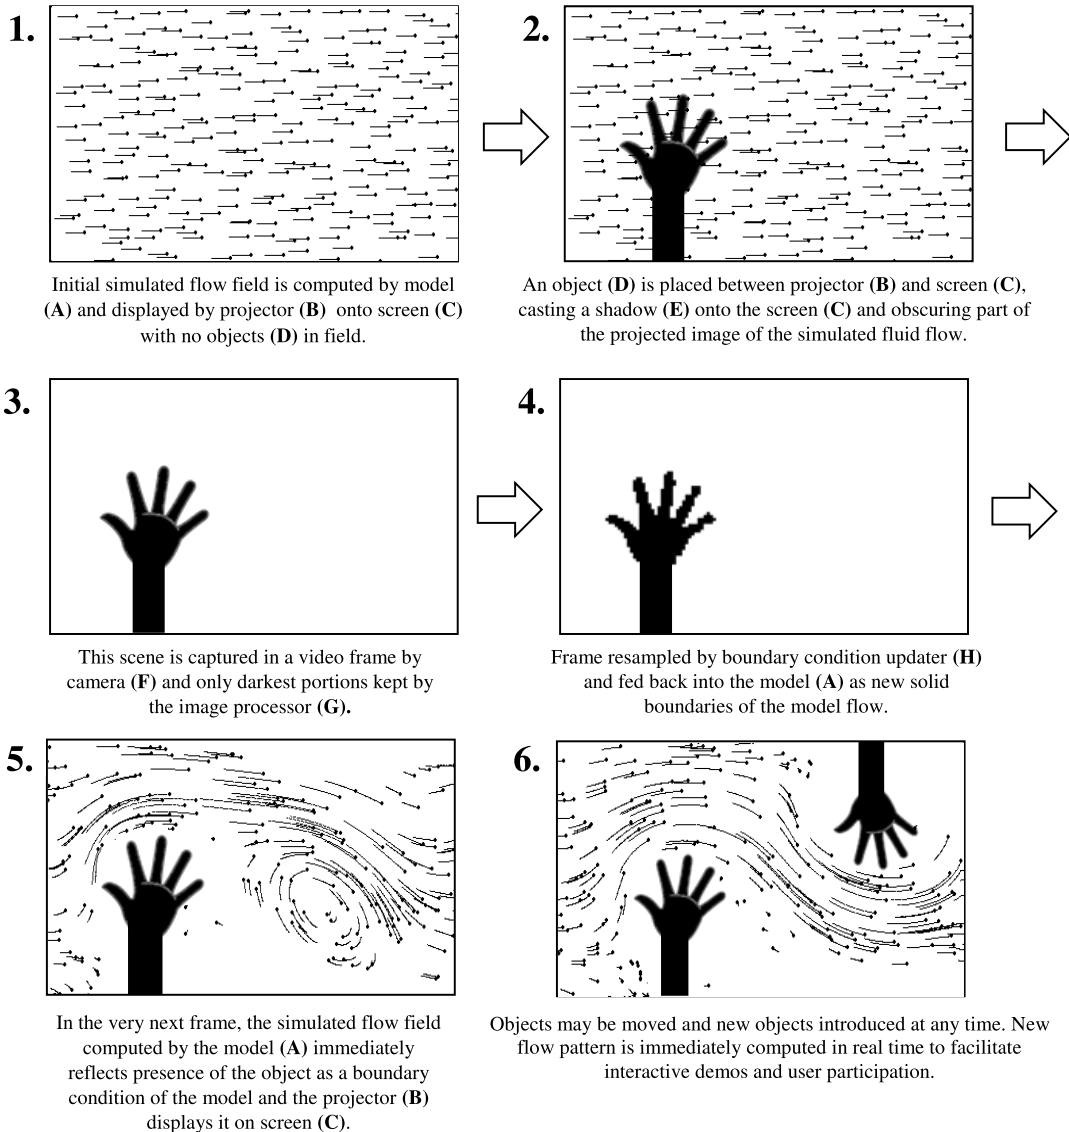 1.
2.
Initial simulated flow field is computed by model
(A) and displayed by projector (B) onto screen (C)
with no objects (D) in field.
An object (D) is placed between projector (B) and screen (C),
casting a shadow (E) onto the screen (C) and obscuring part of
the projected image of the simulated fluid flow.
3.
4.
This scene is captured in a video frame by
camera (F) and only darkest portions kept by
the image processor (G).
Frame resampled by boundary condition updater (H)
and fed back into the model (A) as new solid
boundaries of the model flow.
5.
6.
In the very next frame, the simulated flow field
computed by the model (A) immediately
reflects presence of the object as a boundary
condition of the model and the projector (B)
displays it on screen (C).
Objects may be moved and new objects introduced at any time. New
flow pattern is immediately computed in real time to facilitate
interactive demos and user participation.